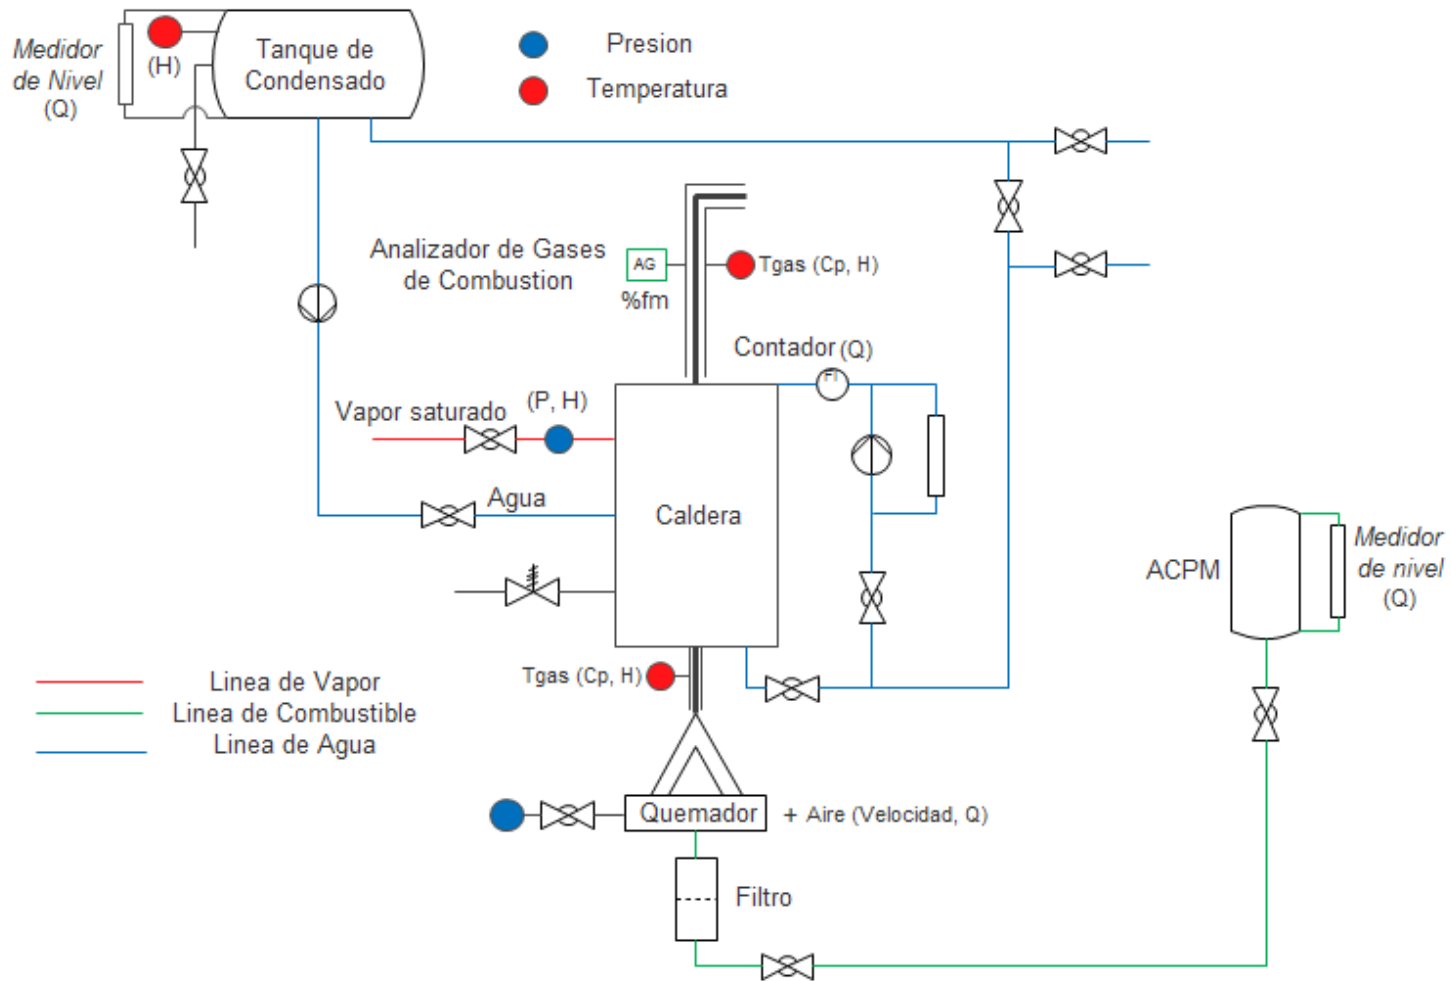 Medidor
de Nivel
(Q)
(H)
Tanque de
Condensado
Presion
Temperatura
Analizador de Gases
de Combustion
AG
%fm
Tgas (Cp, H)
Contador (Q)
FI
Vapor saturado
(P, H)
Agua
Caldera
ACPM
Medidor
de nivel
(Q)
Tgas (Cp, H)
Linea de Vapor
Linea de Combustible
Linea de Agua
Quemador
+ Aire (Velocidad, Q)
Filtro